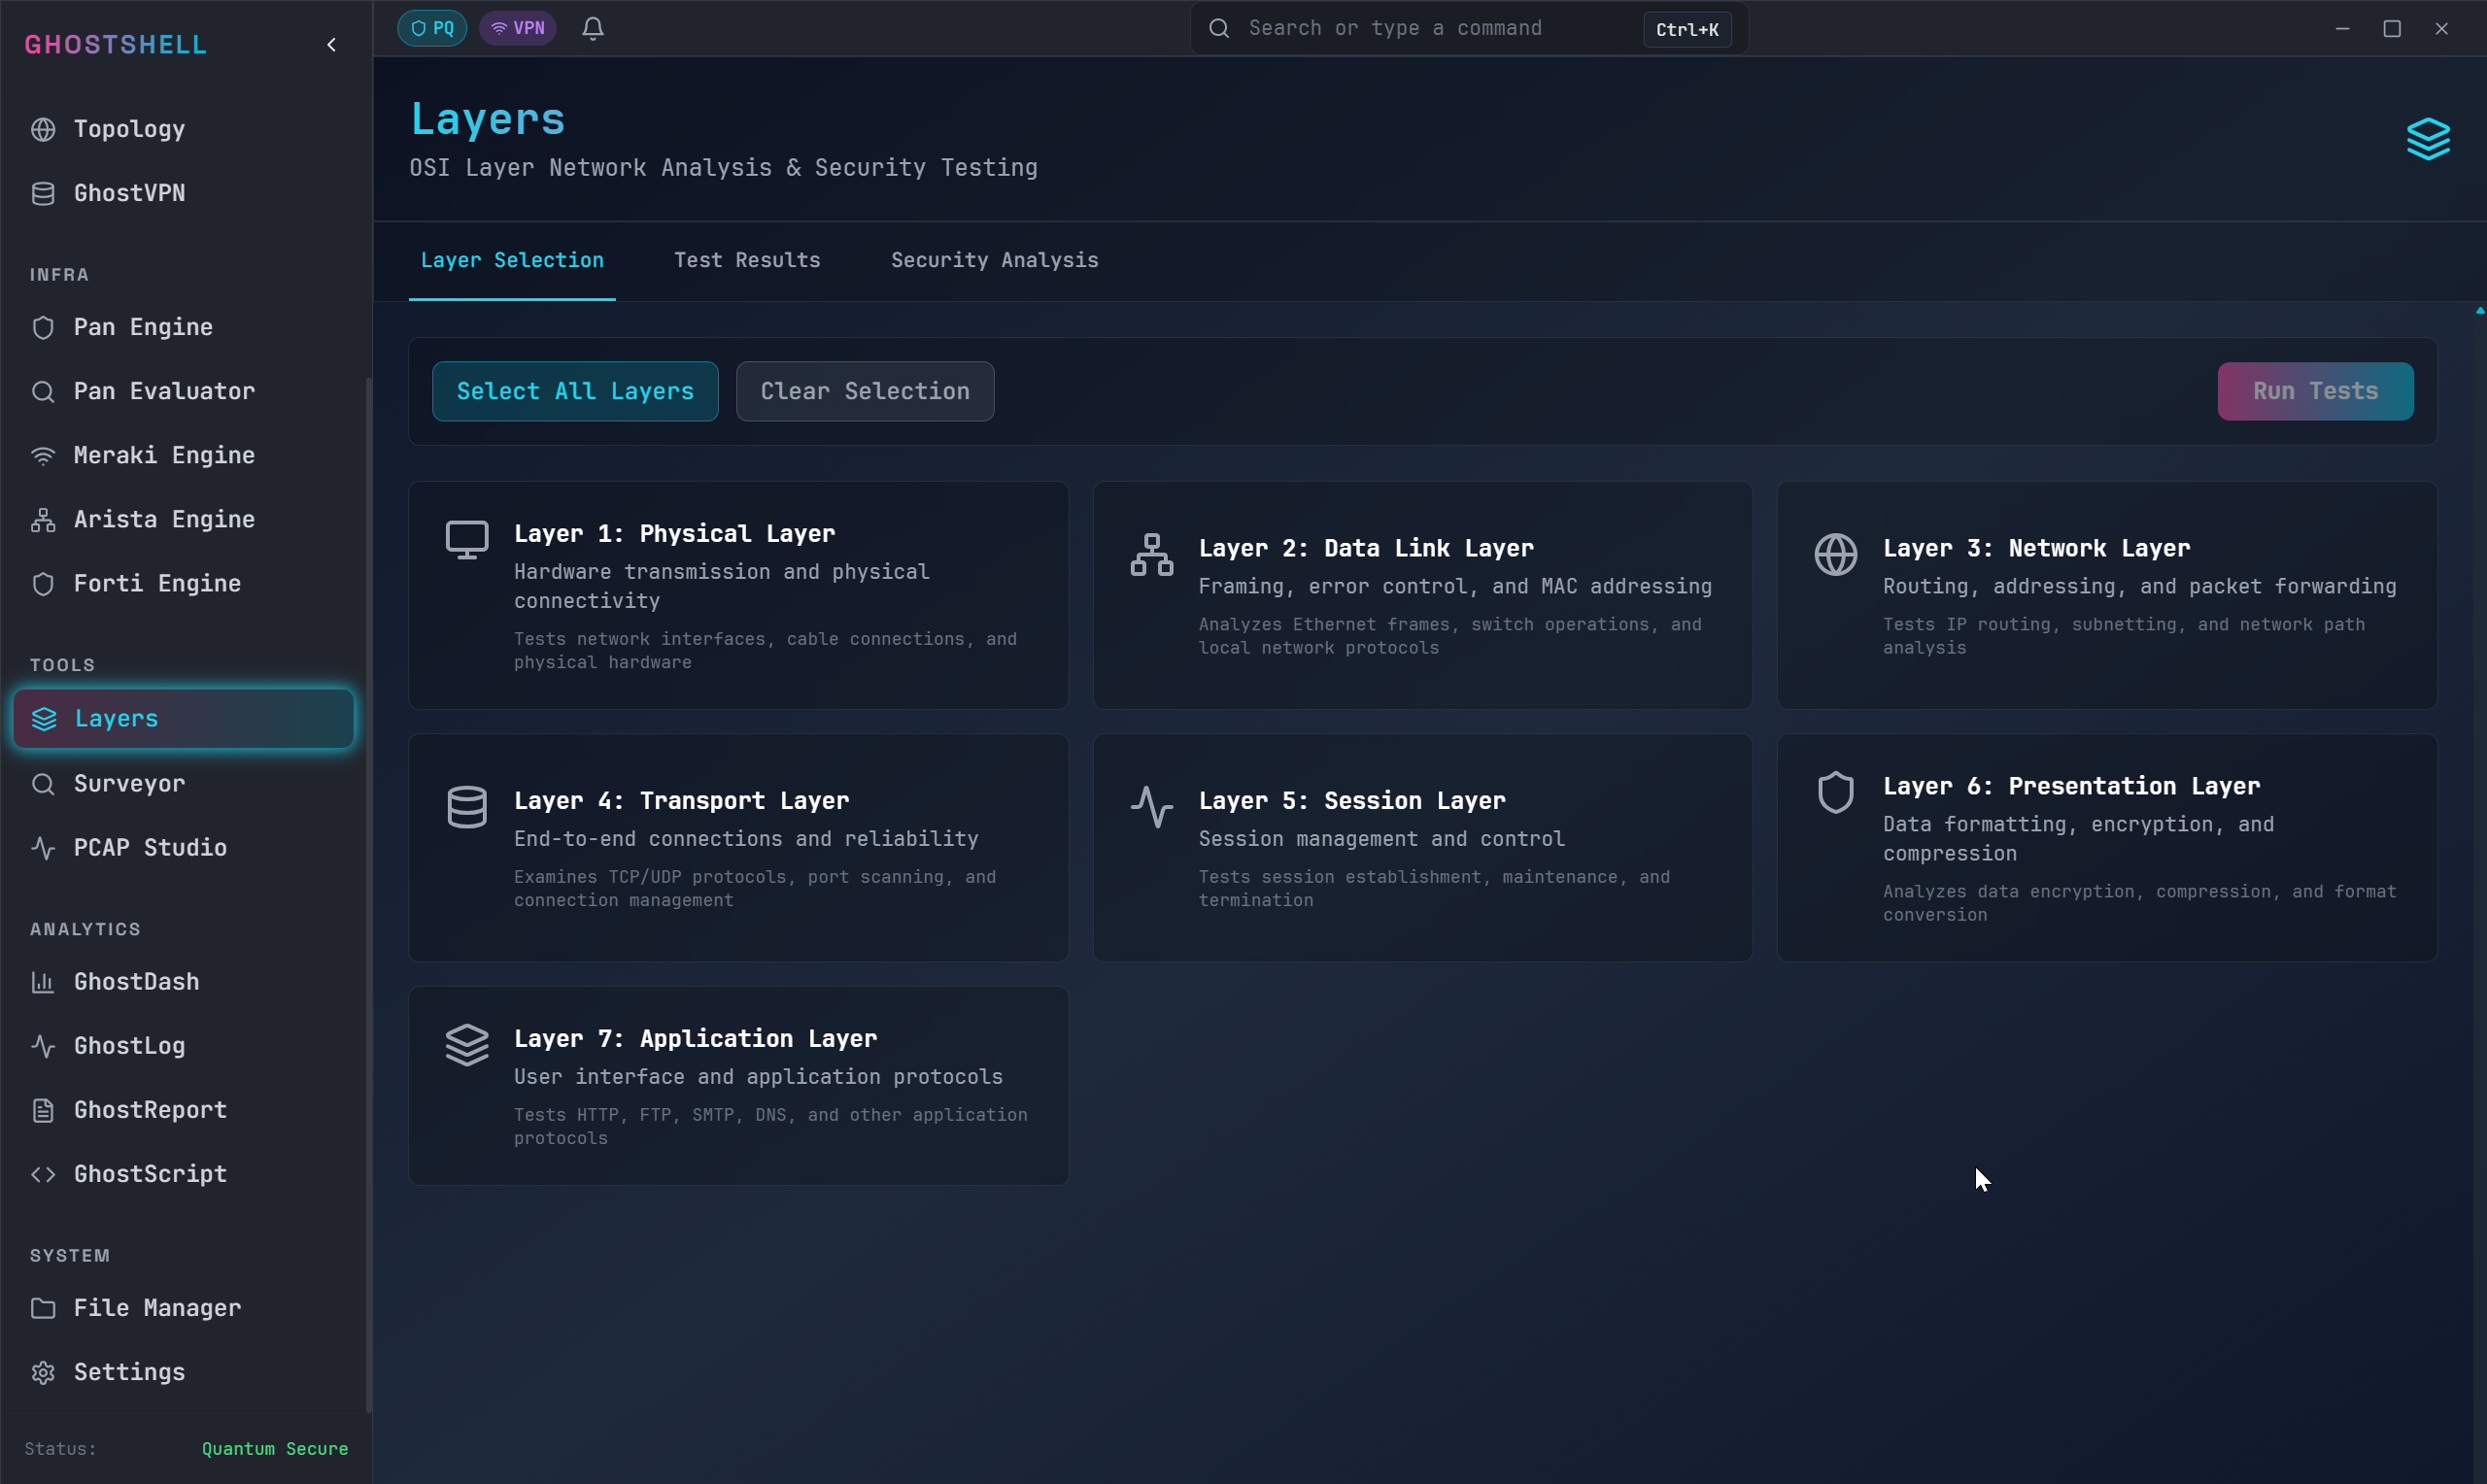 GHOSTSHELL
Topology
GhostVPN
INFRA
Pan Engine
Pan Evaluator
Meraki Engine
Arista Engine
Forti Engine
TOOLS
Layers
Surveyor
PCAP Studio
ANALYTICS
GhostDash
GhostLog
GhostReport
GhostScript
SYSTEM
File Manager
Settings
Status: Quantum Secure
PQ VPN Search or type a command Ctrl+K
Layers
OSI Layer Network Analysis & Security Testing
Layer Selection Test Results Security Analysis
Select All Layers Clear Selection Run Tests
Layer 1: Physical Layer
Hardware transmission and physical
connectivity
Tests network interfaces, cable connections, and
physical hardware
Layer 2: Data Link Layer
Framing, error control, and MAC addressing
Analyzes Ethernet frames, switch operations, and
local network protocols
Layer 3: Network Layer
Routing, addressing, and packet forwarding
Tests IP routing, subnetting, and network path
analysis
Layer 4: Transport Layer
End-to-end connections and reliability
Examines TCP/UDP protocols, port scanning, and
connection management
Layer 5: Session Layer
Session management and control
Tests session establishment, maintenance, and
termination
Layer 6: Presentation Layer
Data formatting, encryption, and
compression
Analyzes data encryption, compression, and format
conversion
Layer 7: Application Layer
User interface and application protocols
Tests HTTP, FTP, SMTP, DNS, and other application
protocols